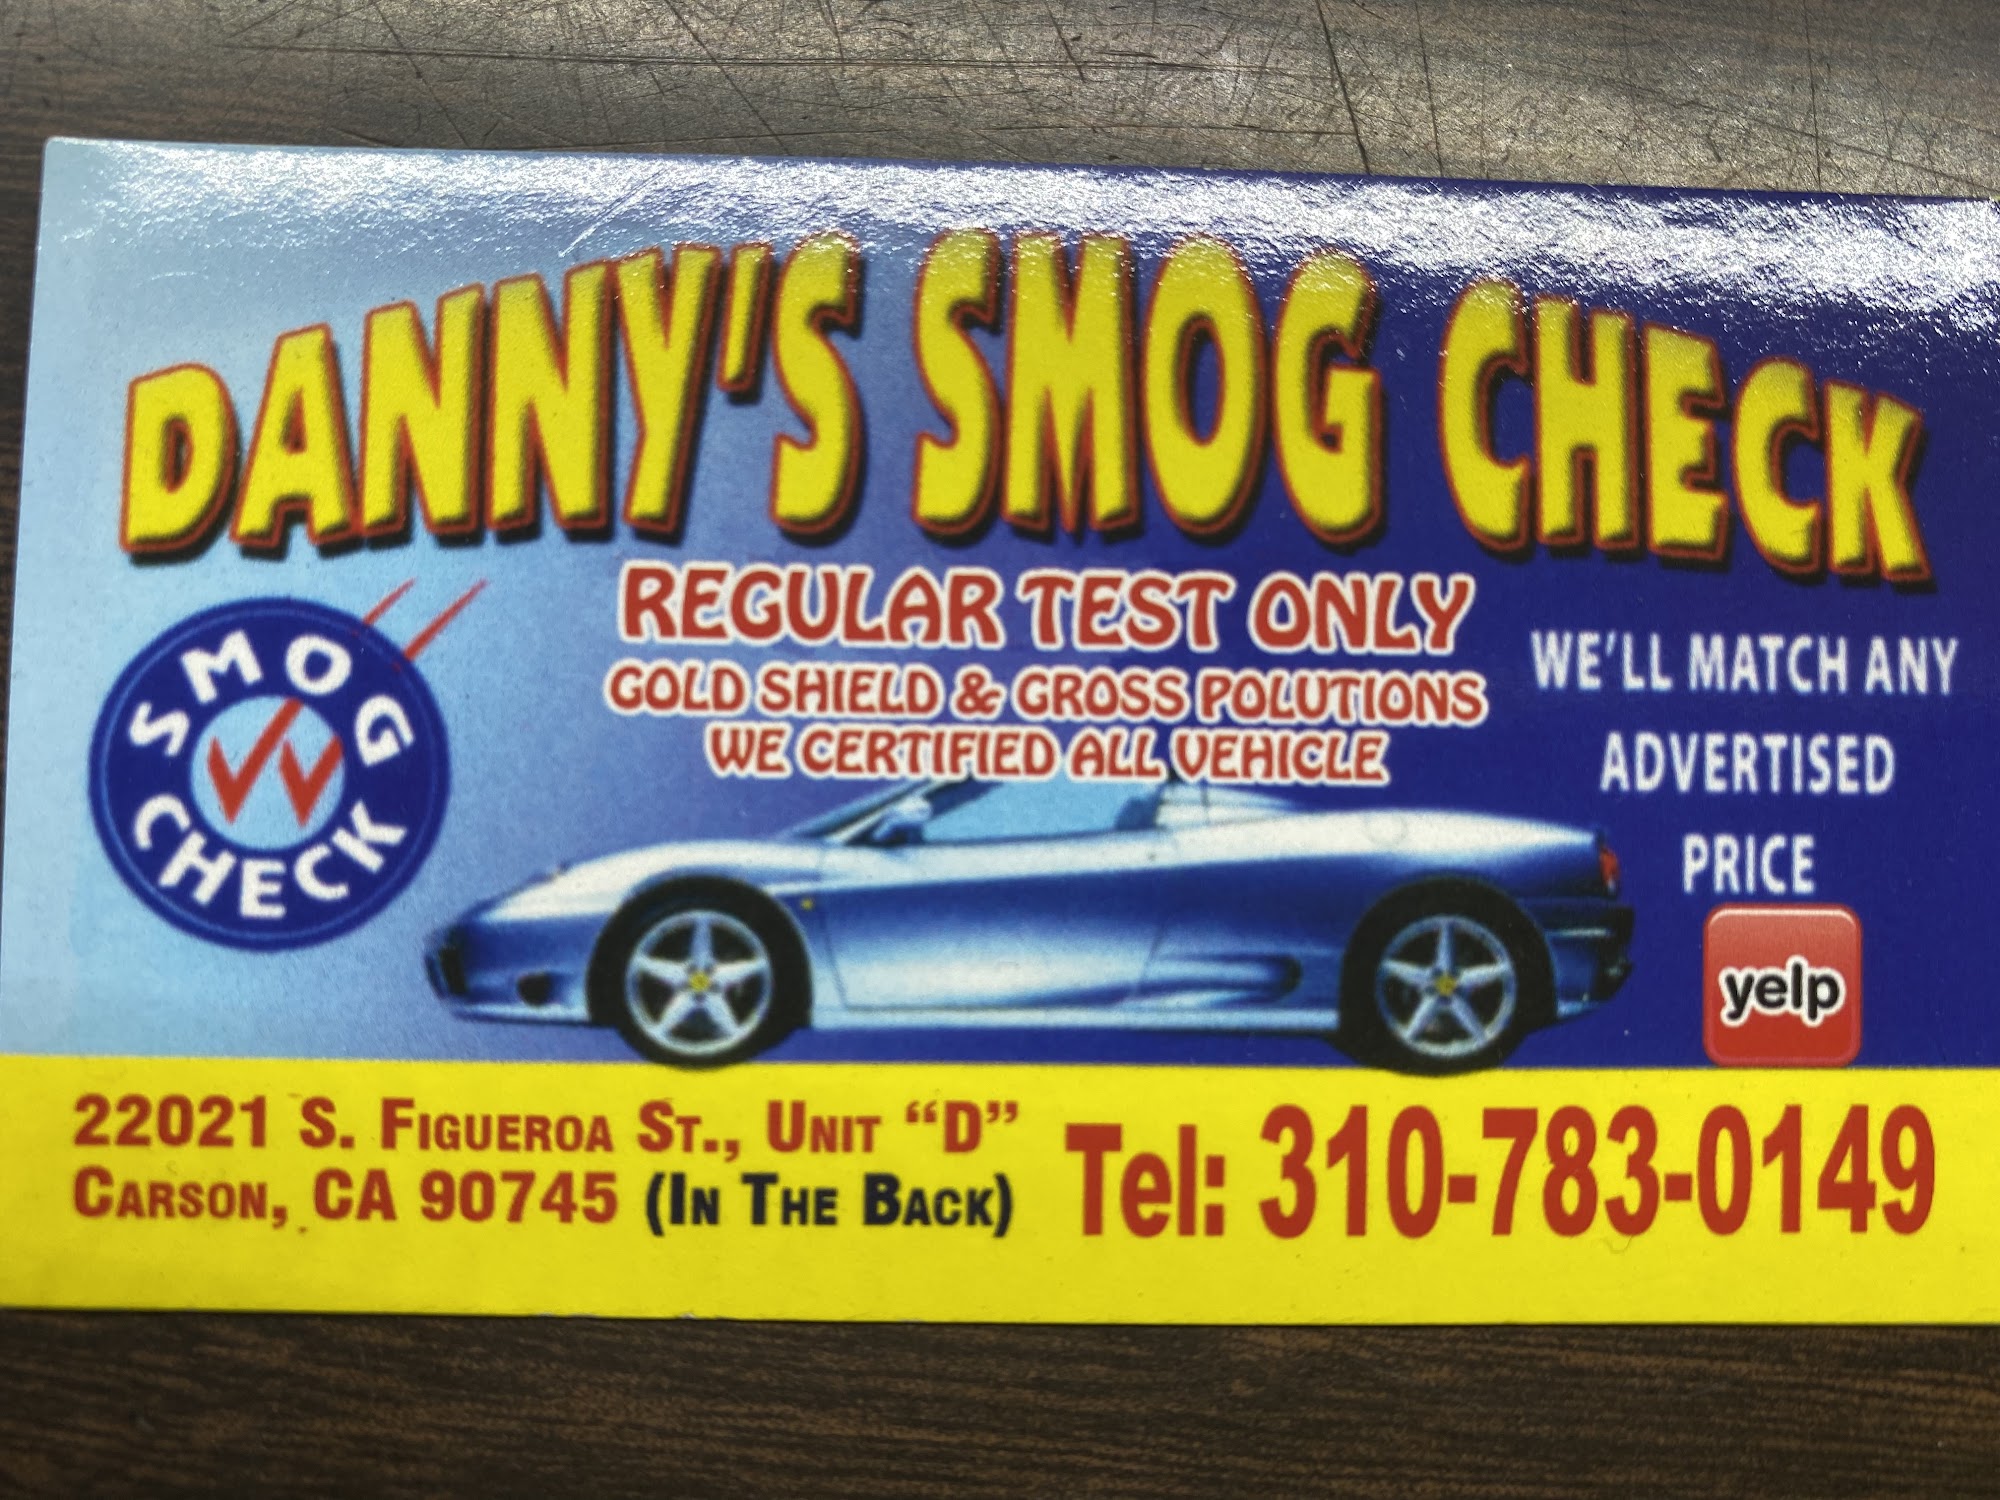 DANNY'S SMOG CHECK
REGULAR TEST ONLY
GOLD SHIELD & GROSS POLUTIONS
WE CERTIFIED ALL VEHICLE
SMOG
CHECK
WE'LL MATCH ANY
ADVERTISED
PRICE
yelp
22021 S. FIGUEROA ST., UNIT “D”
CARSON, CA 90745 (IN THE BACK)
Tel: 310-783-0149